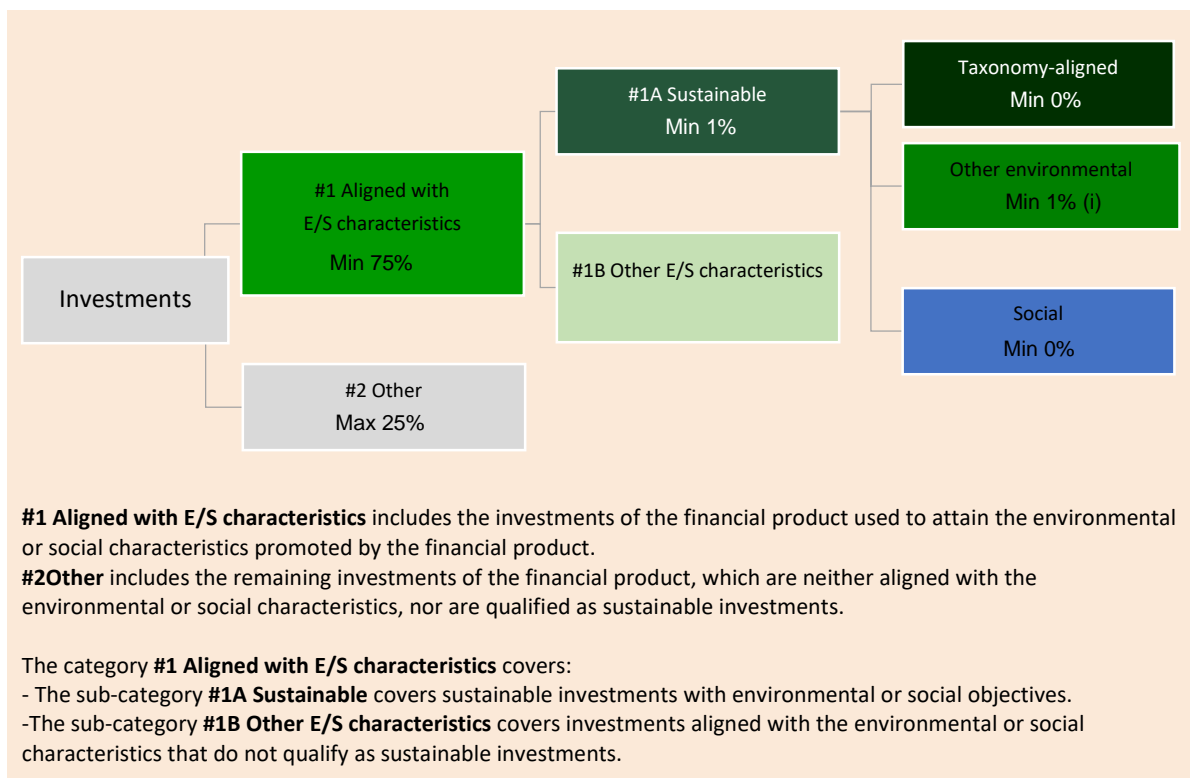 Investments
#1 Aligned with
E/S characteristics
Min 75%
#2 Other
Max 25%
#1A Sustainable
Min 1%
#1B Other E/S characteristics
Taxonomy-aligned
Min 0%
Other environmental
Min 1% (i)
Social
Min 0%
#1 Aligned with E/S characteristics includes the investments of the financial product used to attain the environmental
or social characteristics promoted by the financial product.
#2Other includes the remaining investments of the financial product, which are neither aligned with the
environmental or social characteristics, nor are qualified as sustainable investments.
The category #1 Aligned with E/S characteristics covers:
- The sub-category #1A Sustainable covers sustainable investments with environmental or social objectives.
-The sub-category #1B Other E/S characteristics covers investments aligned with the environmental or social
characteristics that do not qualify as sustainable investments.